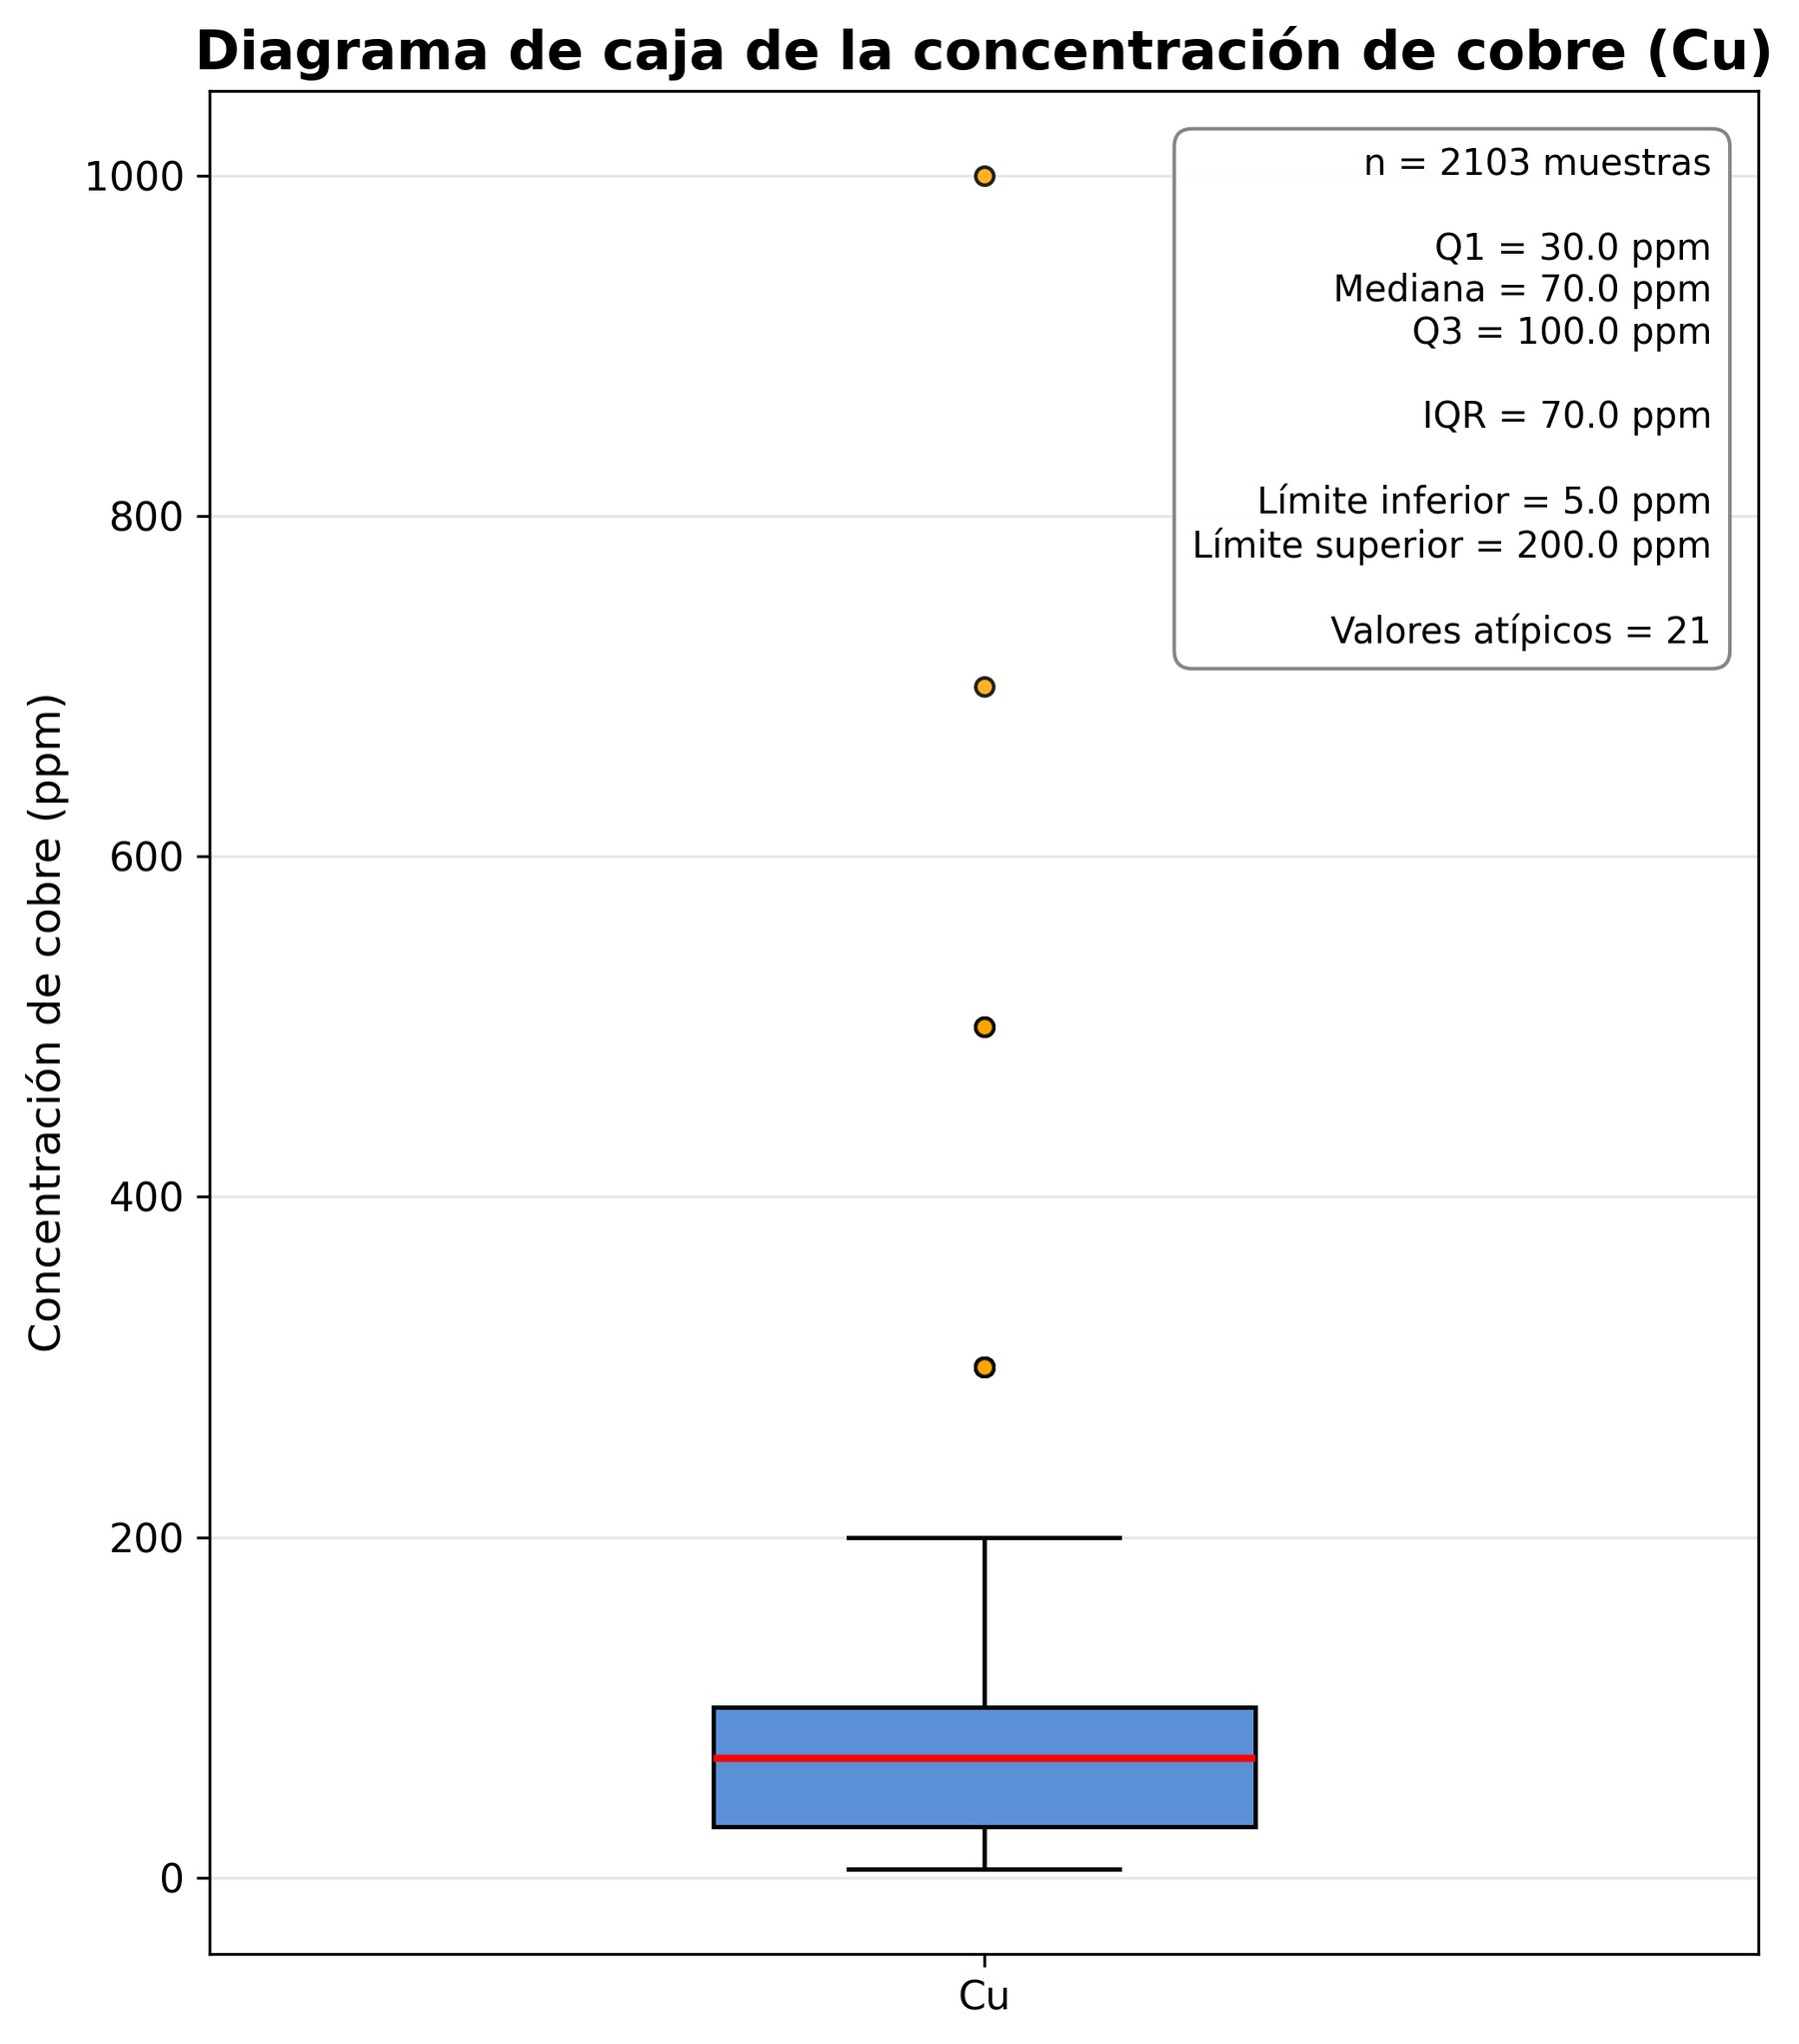 Diagrama de caja de la concentración de cobre (Cu)
n = 2103 muestras
Q1 = 30.0 ppm
Mediana = 70.0 ppm
Q3 = 100.0 ppm
IQR = 70.0 ppm
Límite inferior = 5.0 ppm
Límite superior = 200.0 ppm
Valores atípicos = 21
Concentración de cobre (ppm)
1000
800
600
400
200
0
Cu